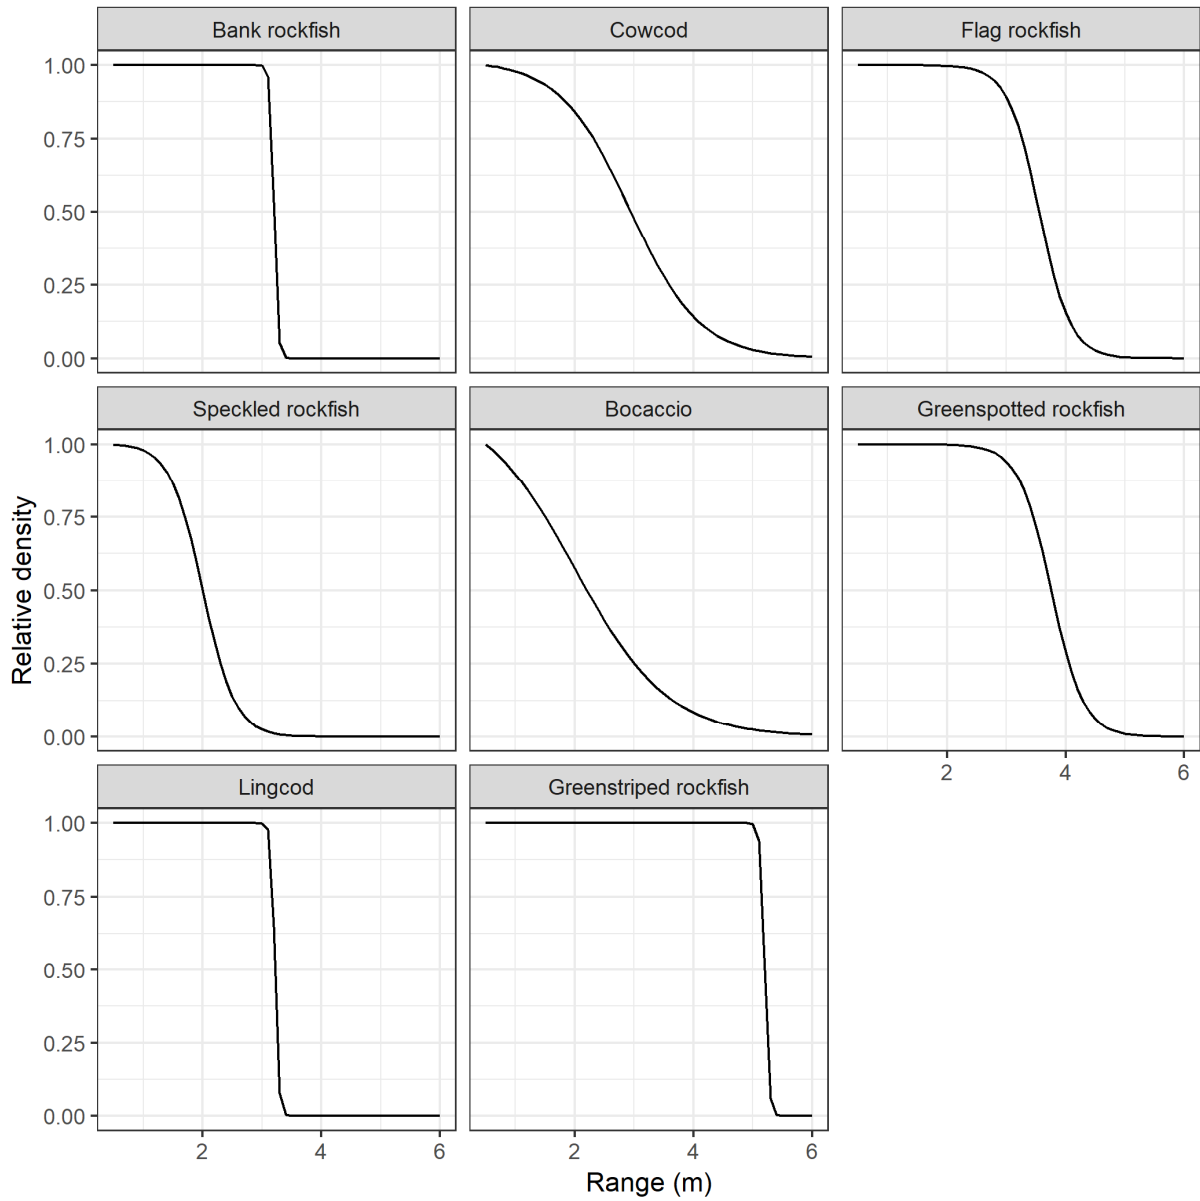 Bank rockfish Cowcod Flag rockfish
1.00
0.75
0.50
0.25
0.00
Speckled rockfish Bocaccio Greenspotted rockfish
1.00
0.75
0.50
0.25
0.00
2 4 6
Lingcod Greenstriped rockfish
1.00
0.75
0.50
0.25
0.00
2 4 6 2 4 6
Relative density
Range (m)